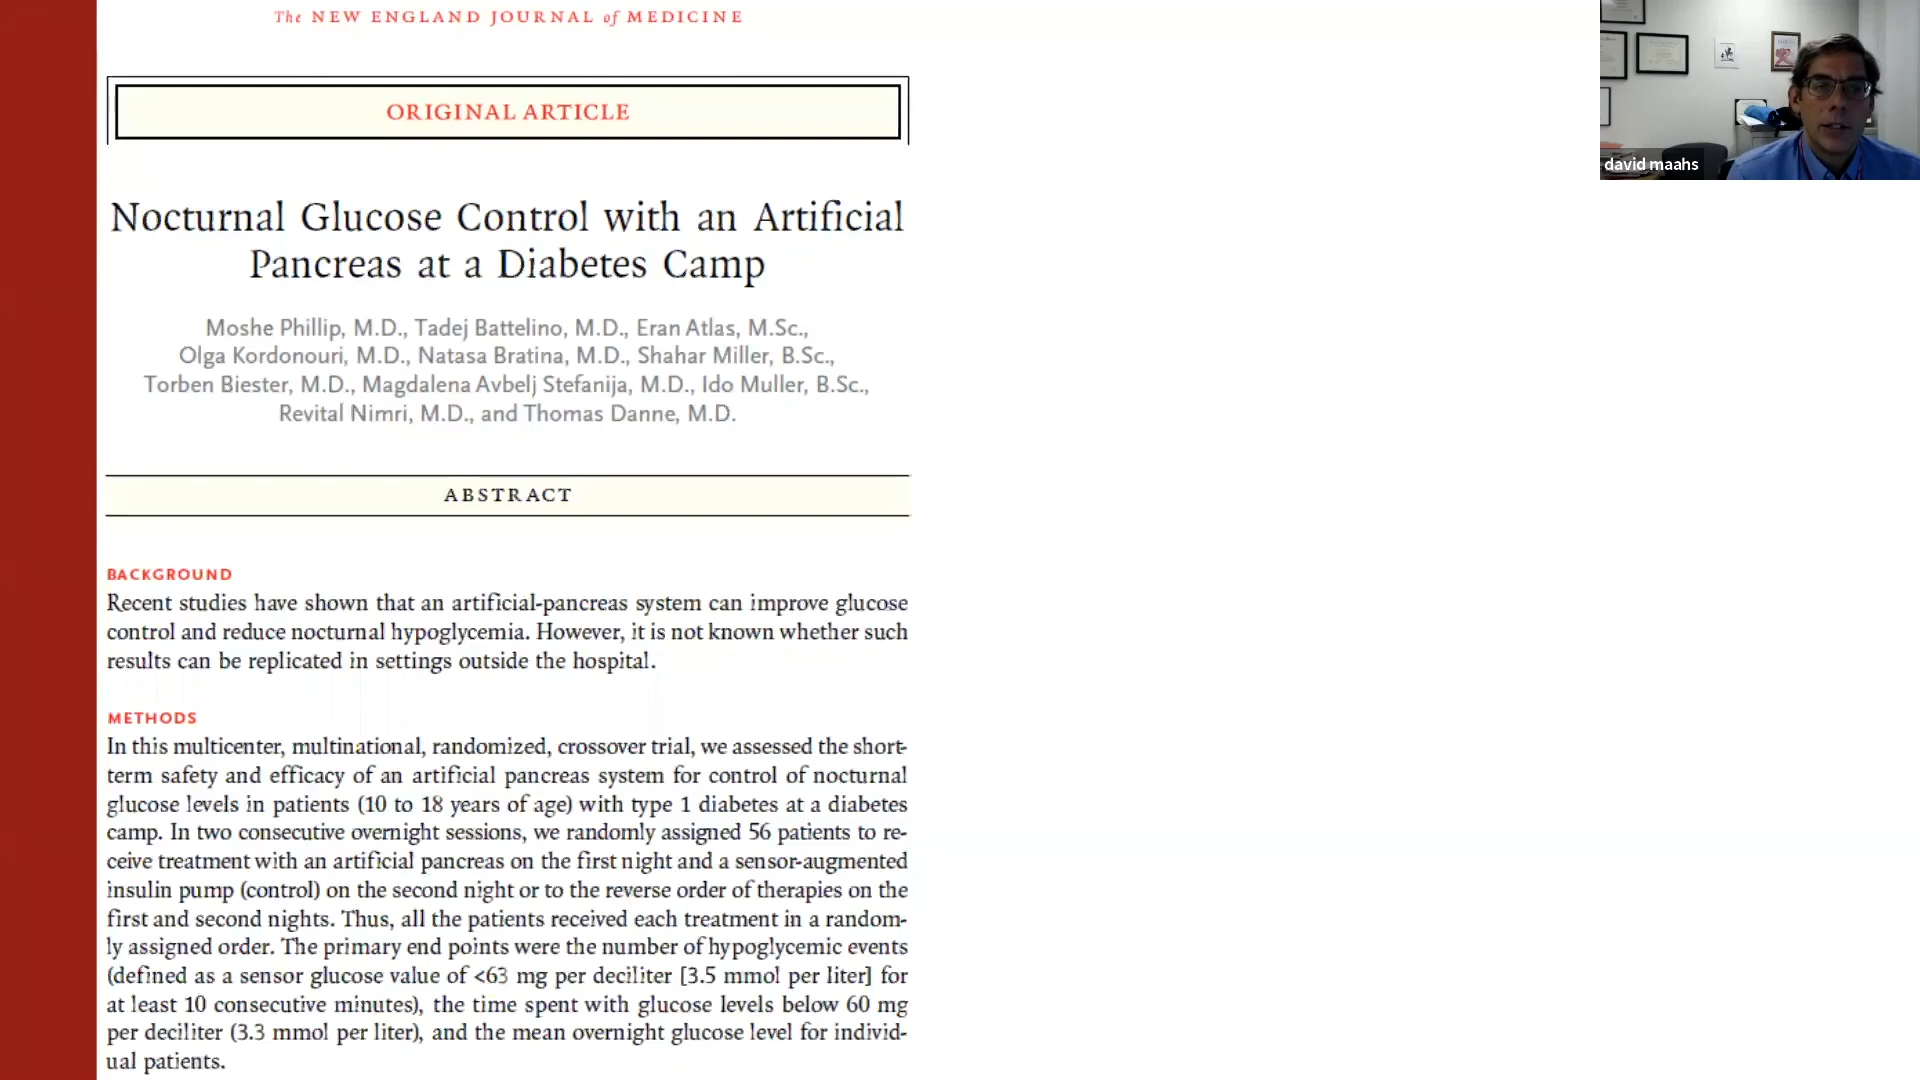 The NEW ENGLAND JOURNAL of MEDICINE
ORIGINAL ARTICLE
Nocturnal Glucose Control with an Artificial
Pancreas at a Diabetes Camp
Moshe Phillip, M.D., Tadej Battelino, M.D., Eran Atlas, M.Sc.,
Olga Kordonouri, M.D., Natasa Bratina, M.D., Shahar Miller, B.Sc.,
Torben Biester, M.D., Magdalena Avbelj Stefanija, M.D., Ido Muller, B.Sc.,
Revital Nimri, M.D., and Thomas Danne, M.D.
ABSTRACT
BACKGROUND
Recent studies have shown that an artificial-pancreas system can improve glucose
control and reduce nocturnal hypoglycemia. However, it is not known whether such
results can be replicated in settings outside the hospital.
METHODS
In this multicenter, multinational, randomized, crossover trial, we assessed the short-
term safety and efficacy of an artificial pancreas system for control of nocturnal
glucose levels in patients (10 to 18 years of age) with type 1 diabetes at a diabetes
camp. In two consecutive overnight sessions, we randomly assigned 56 patients to re-
ceive treatment with an artificial pancreas on the first night and a sensor-augmented
insulin pump (control) on the second night or to the reverse order of therapies on the
first and second nights. Thus, all the patients received each treatment in a random-
ly assigned order. The primary end points were the number of hypoglycemic events
(defined as a sensor glucose value of <63 mg per deciliter [3.5 mmol per liter] for
at least 10 consecutive minutes), the time spent with glucose levels below 60 mg
per deciliter (3.3 mmol per liter), and the mean overnight glucose level for individ-
ual patients.
david maahs